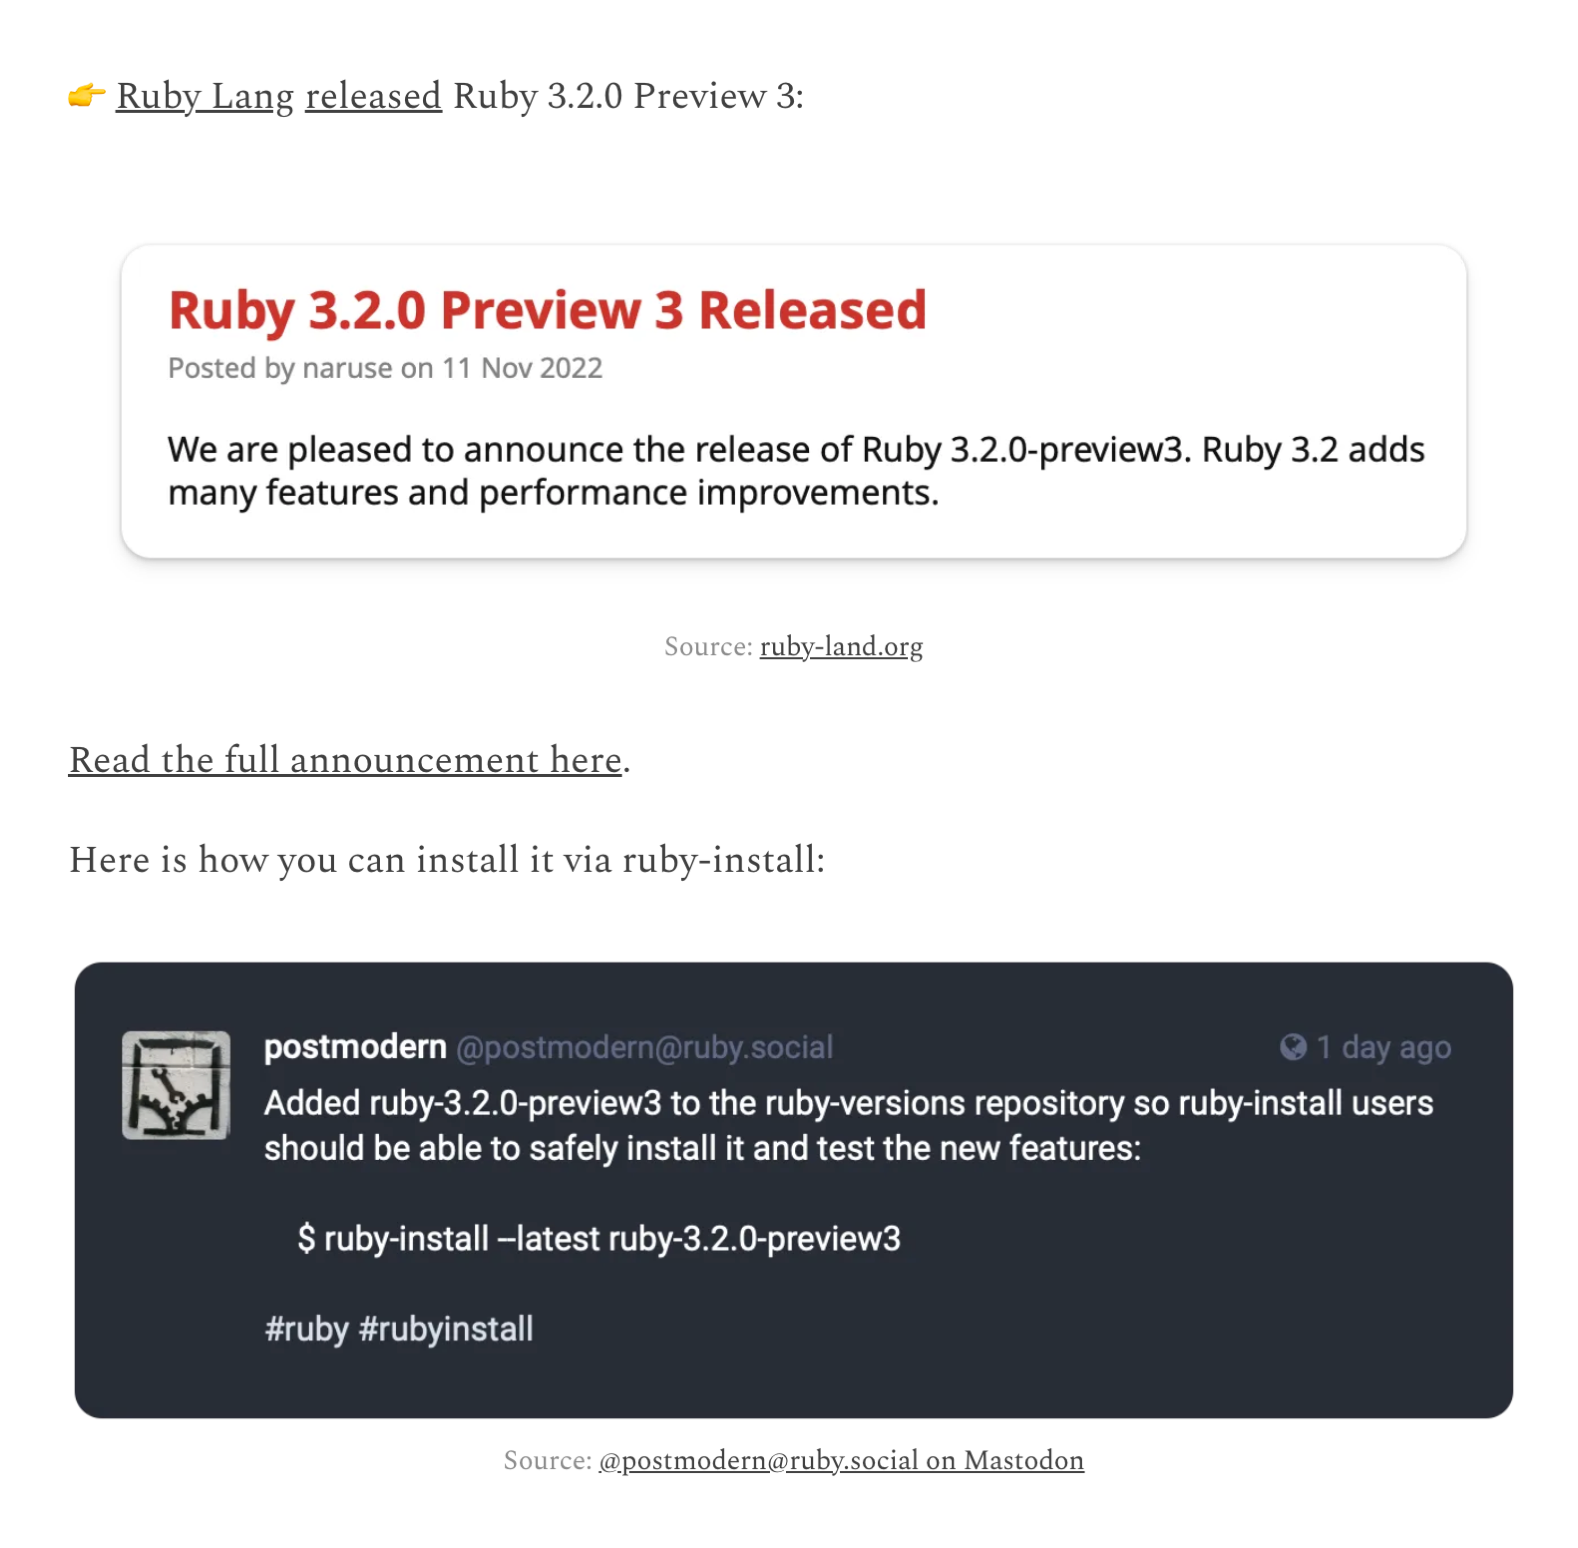 👉 Ruby Lang released Ruby 3.2.0 Preview 3:
Ruby 3.2.0 Preview 3 Released
Posted by naruse on 11 Nov 2022
We are pleased to announce the release of Ruby 3.2.0-preview3. Ruby 3.2 adds
many features and performance improvements.
Source: ruby-land.org
Read the full announcement here.
Here is how you can install it via ruby-install:
postmodern @postmodern@ruby.social 1 day ago
Added ruby-3.2.0-preview3 to the ruby-versions repository so ruby-install users
should be able to safely install it and test the new features:
$ ruby-install –latest ruby-3.2.0-preview3
#ruby #rubyinstall
Source: @postmodern@ruby.social on Mastodon